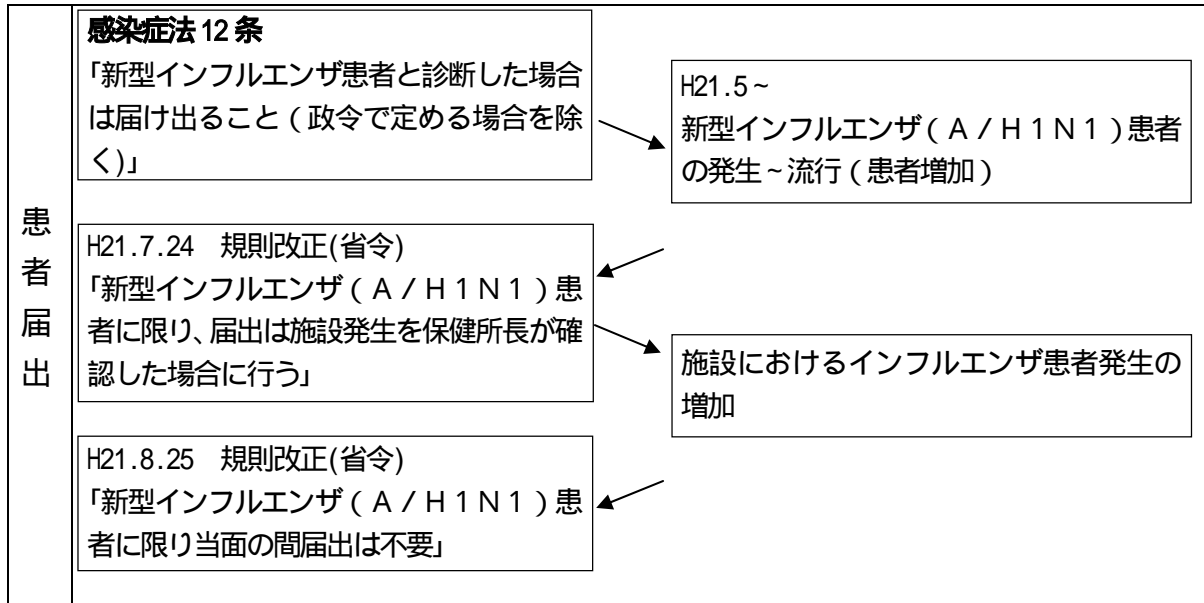 患者届出
感染症法12条
「新型インフルエンザ患者と診断した場合
は届け出ること（政令で定める場合を除
く）」
H21.5～
新型インフルエンザ（Ａ／Ｈ１Ｎ１）患者
の発生～流行（患者増加）
H21.7.24　規則改正(省令)
「新型インフルエンザ（Ａ／Ｈ１Ｎ１）患
者に限り、届出は施設発生を保健所長が確
認した場合に行う」
施設におけるインフルエンザ患者発生の
増加
H21.8.25　規則改正(省令)
「新型インフルエンザ（Ａ／Ｈ１Ｎ１）患
者に限り当面の間届出は不要」